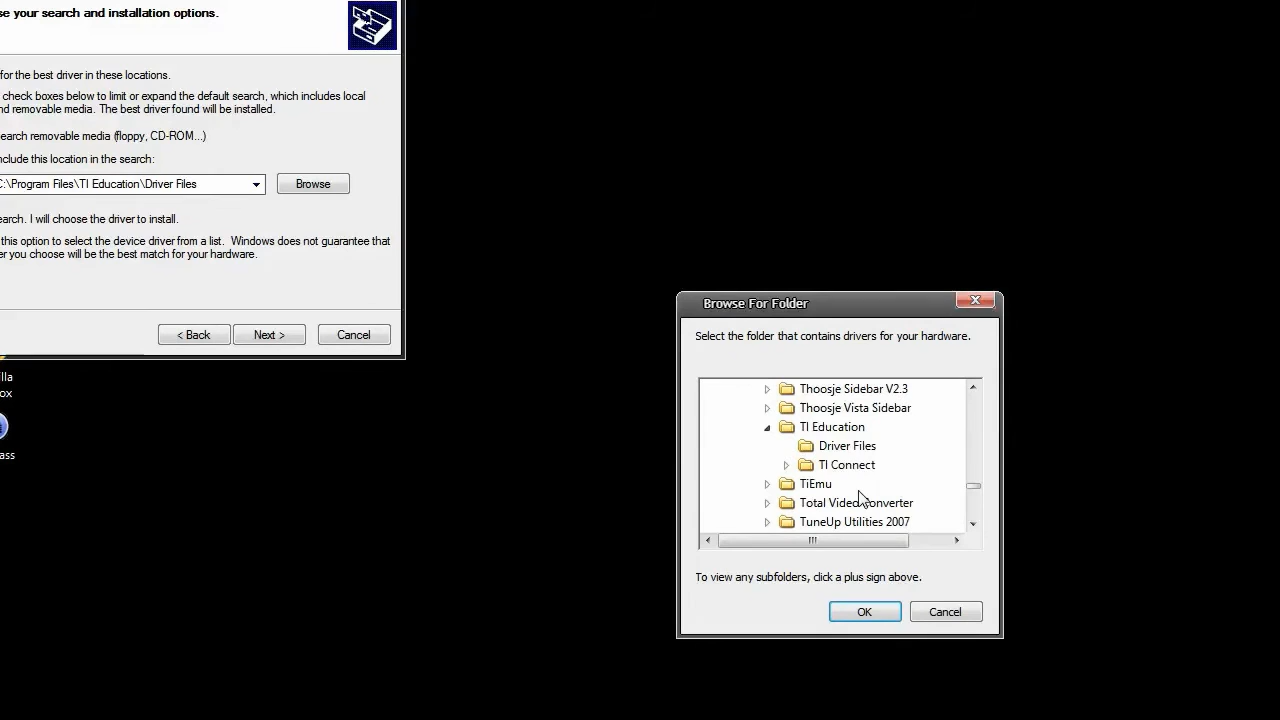 se your search and installation options.
for the best driver in these locations.
check boxes below to limit or expand the default search, which includes local
nd removable media. The best driver found will be installed.
earch removable media (floppy, CD-ROM...)
nclude this location in the search:
C:\Program Files\TI Education\Driver Files
Browse
earch. I will choose the driver to install.
this option to select the device driver from a list. Windows does not guarantee that
er you choose will be the best match for your hardware.
< Back
Next >
Cancel
lla
ox
ass
Browse For Folder
Select the folder that contains drivers for your hardware.
Thoosje Sidebar V2.3
Thoosje Vista Sidebar
TI Education
Driver Files
TI Connect
TiEmu
Total Video Converter
TuneUp Utilities 2007
To view any subfolders, click a plus sign above.
OK
Cancel